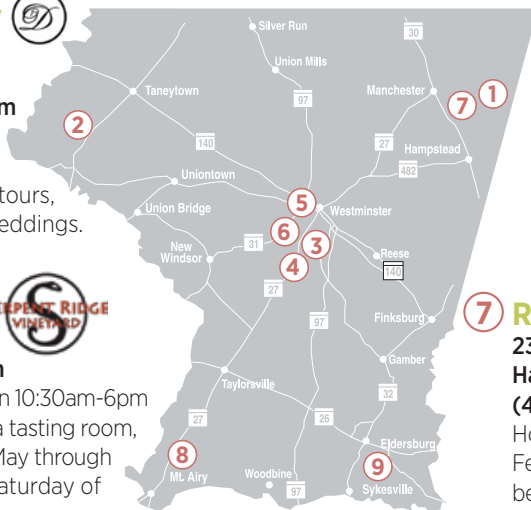 D
m
tours,
eddings.
SERPENT RIDGE
VINEYARD
n
n 10:30am-6pm
a tasting room,
May through
aturday of
Silver Run
30
Union Mills
Taneytown
97
Manchester
1
7
2
140
27
Hampstead
482
Uniontown
5
Union Bridge
Westminster
6
31
3
New
Windsor
4
Reese
140
27
97
Finksburg
Gamber
Taylorsville
32
27
26
Eldersburg
8
Mt. Airy
Woodbine
9
97
Sykesville
7 R
23
Ha
(4
Ho
Fe
be